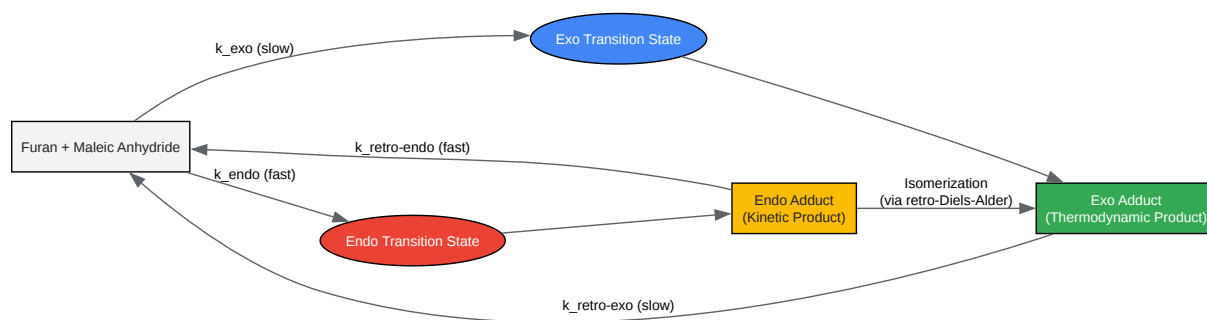 Exo Transition State
k_exo (slow)
Furan + Maleic Anhydride
k_retro-endo (fast)
k_endo (fast)
Isomerization
(via retro-Diels-Alder)
Endo Adduct
(Kinetic Product)
Exo Adduct
(Thermodynamic Product)
Endo Transition State
k_retro-exo (slow)